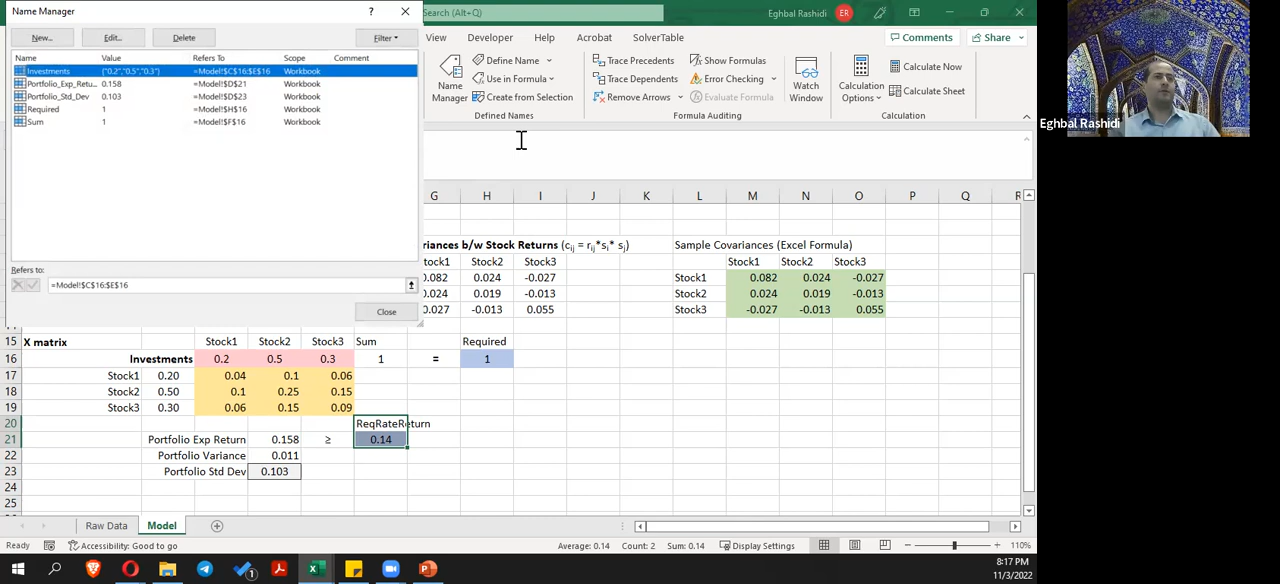 Name Manager ? ×
Search (Alt+Q) Eghbal Rashidi ER
New... Edit... Delete Filter
View Developer Help Acrobat SolverTable Comments Share
Name Value Refers To Scope Comment
Investments {"0.2","0.5","0.3"} =Model!$C$16:$E$16 Workbook
Portfolio_Exp_Retu... 0.158 =Model!$D$21 Workbook
Portfolio_Std_Dev 0.103 =Model!$D$23 Workbook
Required 1 =Model!$H$16 Workbook
Sum 1 =Model!$F$16 Workbook
Refers to:
=Model!$C$16:$E$16
Close
Name Manager
Define Name
Use in Formula
Create from Selection
Defined Names
Trace Precedents
Trace Dependents
Remove Arrows
Show Formulas
Error Checking
Evaluate Formula
Formula Auditing
Watch Window
Calculation Options
Calculate Now
Calculate Sheet
Calculation
Eghbal Rashidi
G H I J K L M N O P Q R
riances b/w Stock Returns (cij = rij*si* sj) Sample Covariances (Excel Formula)
tock1 Stock2 Stock3 Stock1 Stock2 Stock3
0.082 0.024 -0.027 Stock1 0.082 0.024 -0.027
0.024 0.019 -0.013 Stock2 0.024 0.019 -0.013
0.027 -0.013 0.055 Stock3 -0.027 -0.013 0.055
15 X matrix Stock1 Stock2 Stock3 Sum Required
16 Investments 0.2 0.5 0.3 1 = 1
17 Stock1 0.20 0.04 0.1 0.06
18 Stock2 0.50 0.1 0.25 0.15
19 Stock3 0.30 0.06 0.15 0.09
20 ReqRateReturn
21 Portfolio Exp Return 0.158 ≥ 0.14
22 Portfolio Variance 0.011
23 Portfolio Std Dev 0.103
24
25
Raw Data Model
Ready Accessibility: Good to go Average: 0.14 Count: 2 Sum: 0.14 Display Settings 110%
8:17 PM
11/3/2022